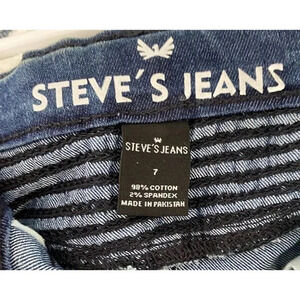 STEVE'S JEANS
STEVE'S JEANS
7
98% COTTON
2% SPANDEX
MADE IN PAKISTAN